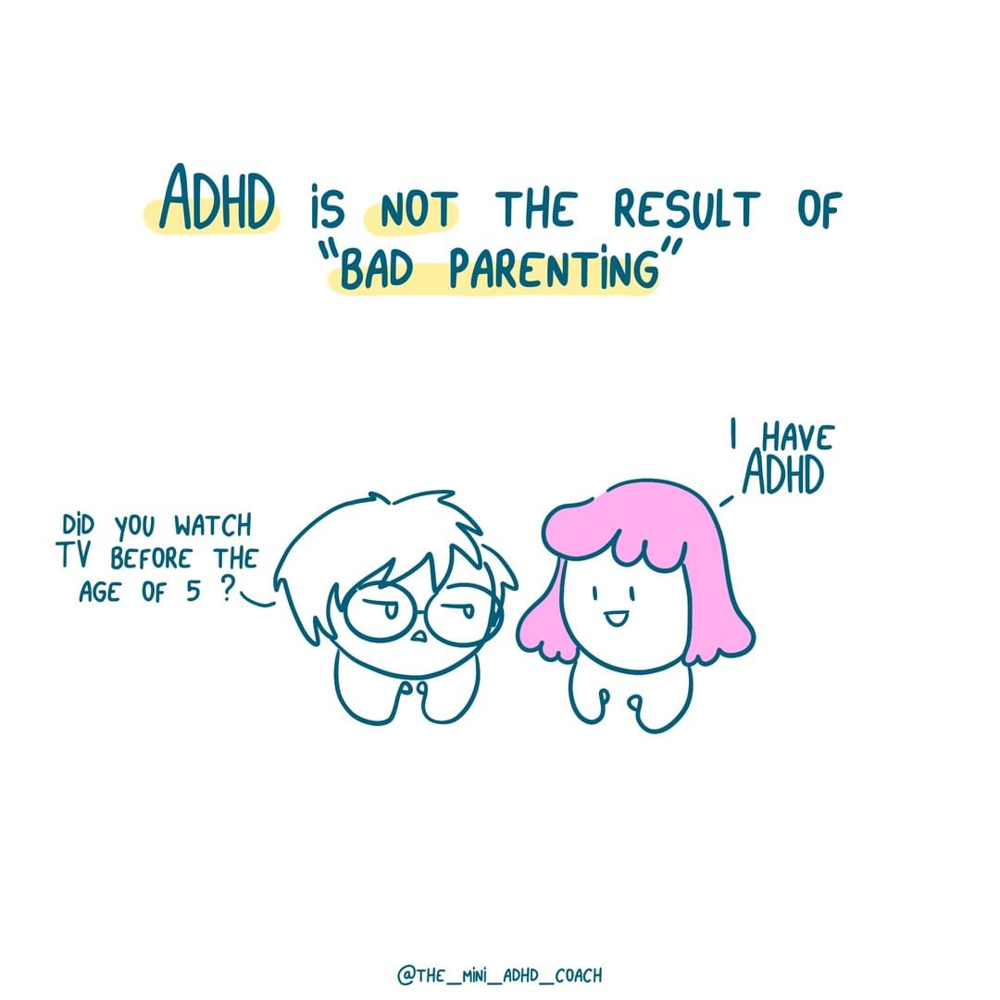 ADHD iS NOT THE RESULT OF
"BAD PARENTiNG"
I HAVE
ADHD
DiD YOU WATCH
TV BEFORE THE
AGE OF 5 ?
@THE_MiNi_ADHD_COACH